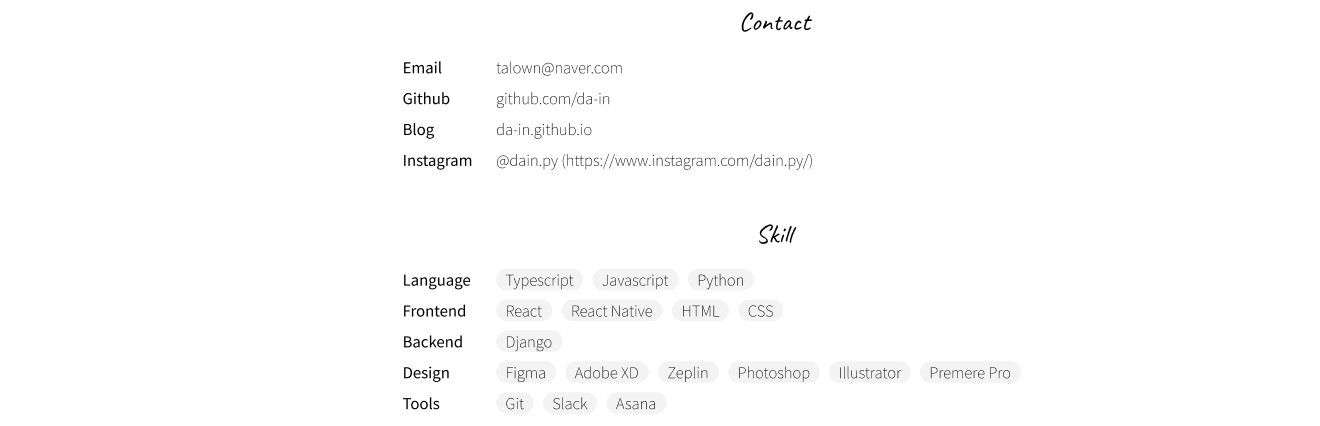 Contact
Email talown@naver.com
Github github.com/da-in
Blog da-in.github.io
Instagram @dain.py (https://www.instagram.com/dain.py/)
Skill
Language Typescript Javascript Python
Frontend React React Native HTML CSS
Backend Django
Design Figma Adobe XD Zeplin Photoshop Illustrator Premere Pro
Tools Git Slack Asana